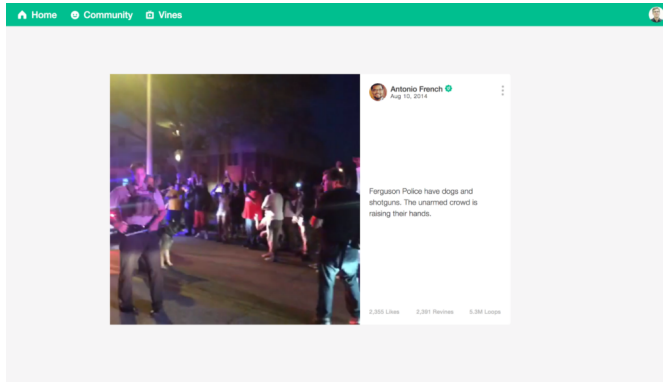 Home Community Vines
Antonio French
Aug 10, 2014
Ferguson Police have dogs and
shotguns. The unarmed crowd is
raising their hands.
2,355 Likes 2,391 Revines 5.3M Loops